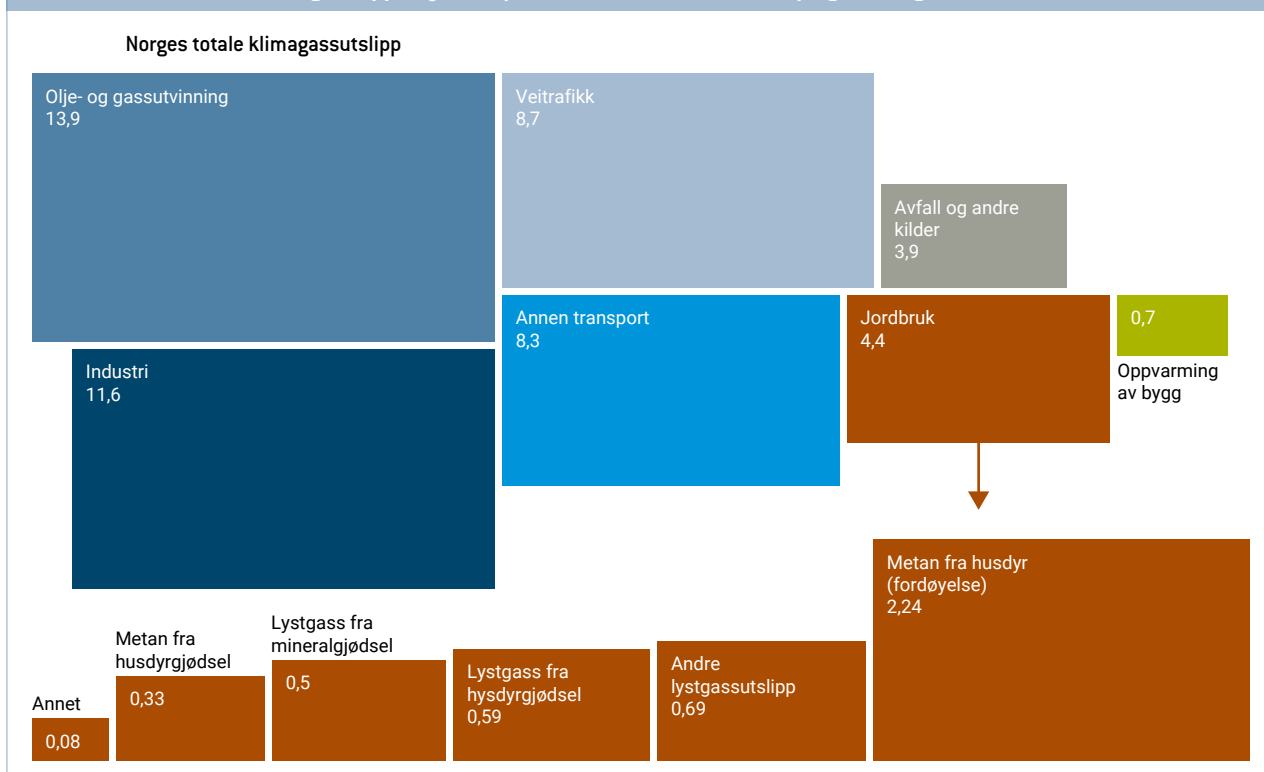 Norges totale klimagassutslipp
Olje- og gassutvinning
13,9
Veitrafikk
8,7
Avfall og andre
kilder
3,9
Industri
11,6
Annen transport
8,3
Jordbruk
4,4
0,7
Oppvarming
av bygg
Metan fra husdyr
(fordøyelse)
2,24
Annet
0,08
Metan fra
husdyrgjødsel
0,33
Lystgass fra
mineralgjødsel
0,5
Lystgass fra
hysdyrgjødsel
0,59
Andre
lystgassutslipp
0,69